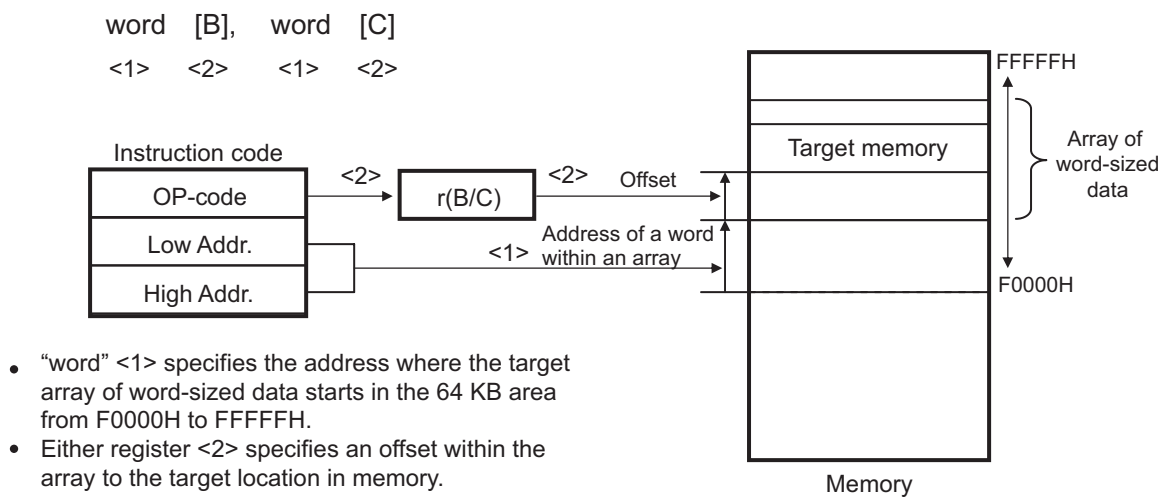 word [B], word [C]
<1> <2> <1> <2>
Instruction code
OP-code
Low Addr.
High Addr.
<2>
r(B/C)
<2>
Offset
<1>
Address of a word
within an array
FFFFFH
Target memory
Array of
word-sized
data
F0000H
Memory
• “word” <1> specifies the address where the target
array of word-sized data starts in the 64 KB area
from F0000H to FFFFFH.
• Either register <2> specifies an offset within the
array to the target location in memory.